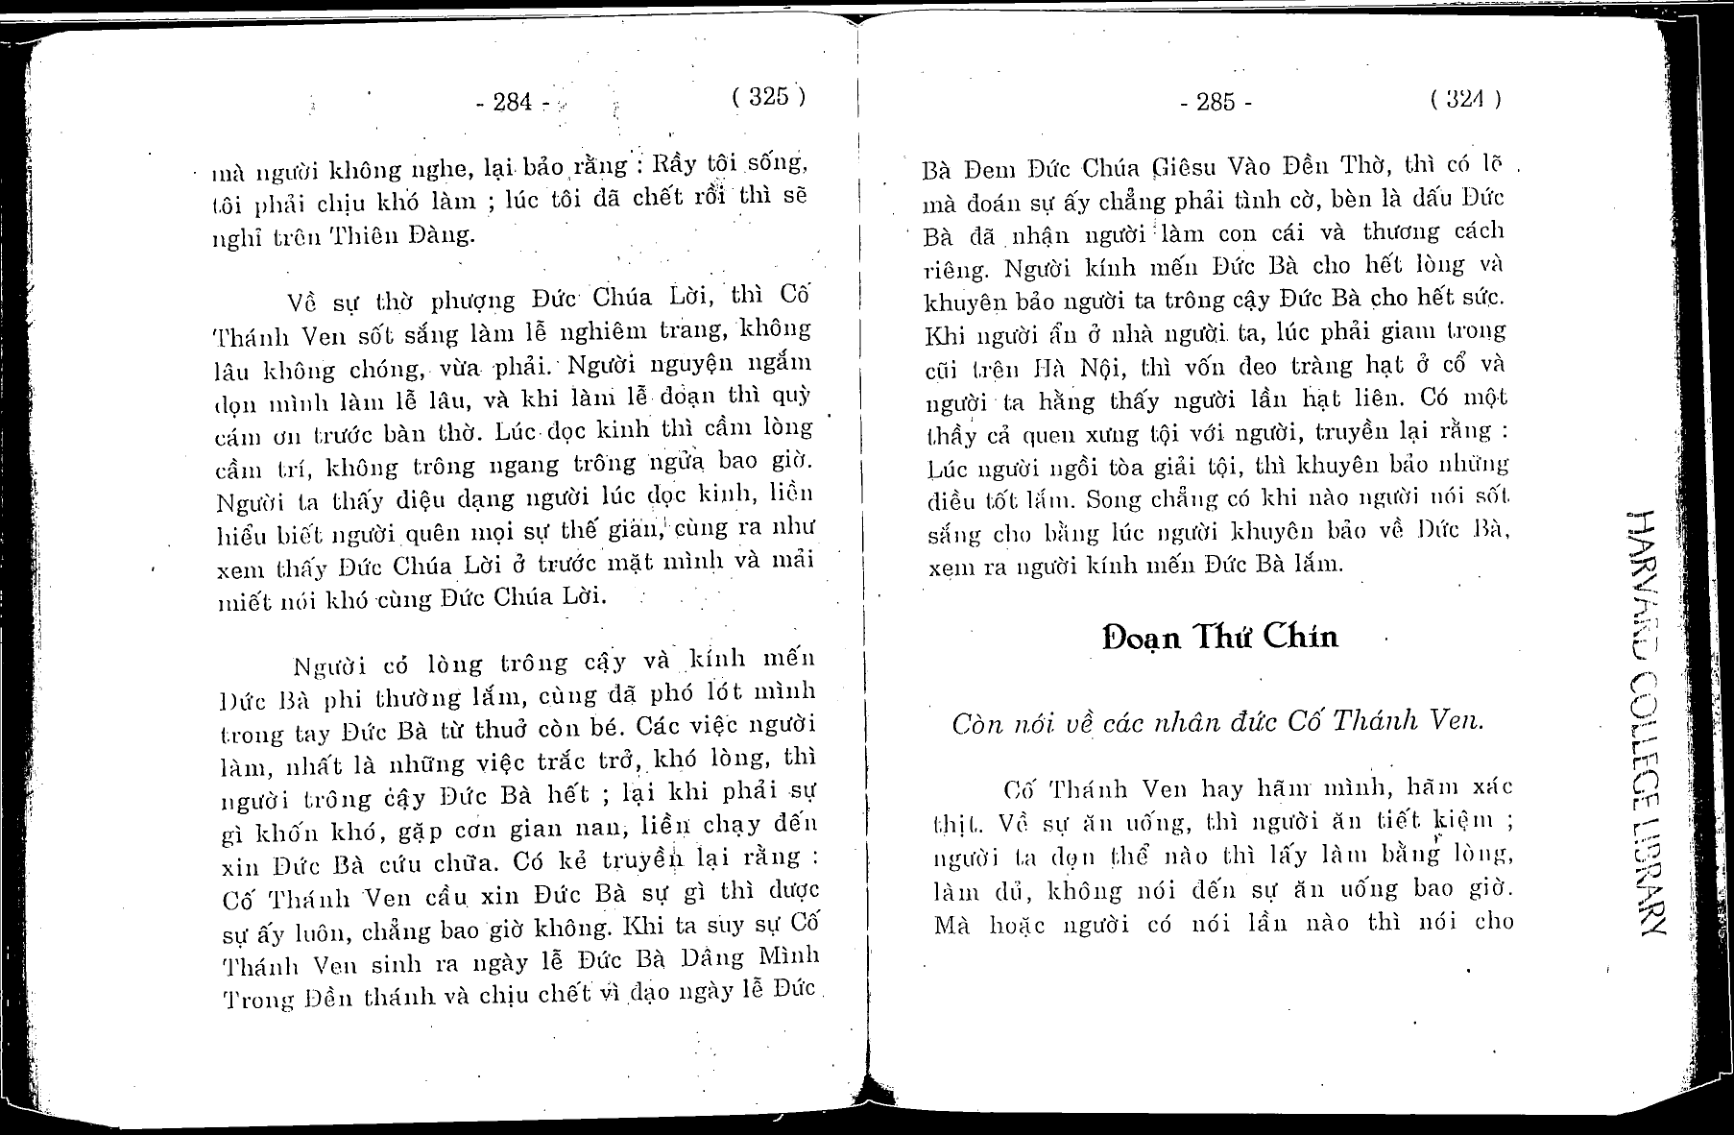 - 284 -
( 325 )
mà người không nghe, lại bảo rằng : Rầy tôi sống,
tôi phải chịu khó làm ; lúc tôi đã chết rồi thì sẽ
nghỉ trên Thiên Đàng.
Về sự thờ phượng Đức Chúa Lời, thì Cố
Thánh Ven sốt sắng làm lễ nghiêm trang, không
lâu không chóng, vừa phải. Người nguyện ngắm
dọn mình làm lễ lâu, và khi làm lễ đoạn thì quỳ
cám ơn trước bàn thờ. Lúc đọc kinh thì cầm lòng
cầm trí, không trông ngang trông ngửa bao giờ.
Người ta thấy diệu dạng người lúc đọc kinh, liền
hiểu biết người quên mọi sự thế gian, cùng ra như
xem thấy Đức Chúa Lời ở trước mặt mình và mải
miết nói khó cùng Đức Chúa Lời.
Người có lòng trông cậy và kính mến
Đức Bà phi thường lắm, cùng đã phó lót mình
trong tay Đức Bà từ thuở còn bé. Các việc người
làm, nhất là những việc trắc trở, khó lòng, thì
người trông cậy Đức Bà hết ; lại khi phải sự
gì khốn khó, gặp cơn gian nan, liền chạy đến
xin Đức Bà cứu chữa. Có kẻ truyền lại rằng :
Cố Thánh Ven cầu xin Đức Bà sự gì thì được
sự ấy luôn, chẳng bao giờ không. Khi ta suy sự Cố
Thánh Ven sinh ra ngày lễ Đức Bà Dâng Mình
Trong Đền thánh và chịu chết vì đạo ngày lễ Đức
- 285 -
( 324 )
Bà Đem Đức Chúa Giêsu Vào Đền Thờ, thì có lẽ
mà đoán sự ấy chẳng phải tình cờ, bèn là dấu Đức
Bà đã nhận người làm con cái và thương cách
riêng. Người kính mến Đức Bà cho hết lòng và
khuyên bảo người ta trông cậy Đức Bà cho hết sức.
Khi người ẩn ở nhà người ta, lúc phải giam trong
cũi trên Hà Nội, thì vốn đeo tràng hạt ở cổ và
người ta hằng thấy người lần hạt liên. Có một
thầy cả quen xưng tội với người, truyền lại rằng :
Lúc người ngồi tòa giải tội, thì khuyên bảo những
điều tốt lắm. Song chẳng có khi nào người nói sốt
sắng cho bằng lúc người khuyên bảo về Đức Bà,
xem ra người kính mến Đức Bà lắm.
Đoạn Thứ Chín
Còn nói về các nhân đức Cố Thánh Ven.
Cố Thánh Ven hay hãm mình, hãm xác
thịt. Về sự ăn uống, thì người ăn tiết kiệm ;
người ta dọn thể nào thì lấy làm bằng lòng,
làm đủ, không nói đến sự ăn uống bao giờ.
Mà hoặc người có nói lần nào thì nói cho
HARVARD COLLEGE LIBRARY